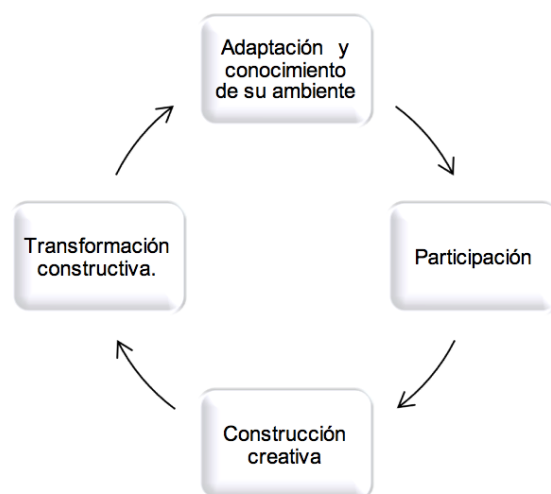 Adaptación y
conocimiento
de su ambiente
Participación
Construcción
creativa
Transformación
constructiva.